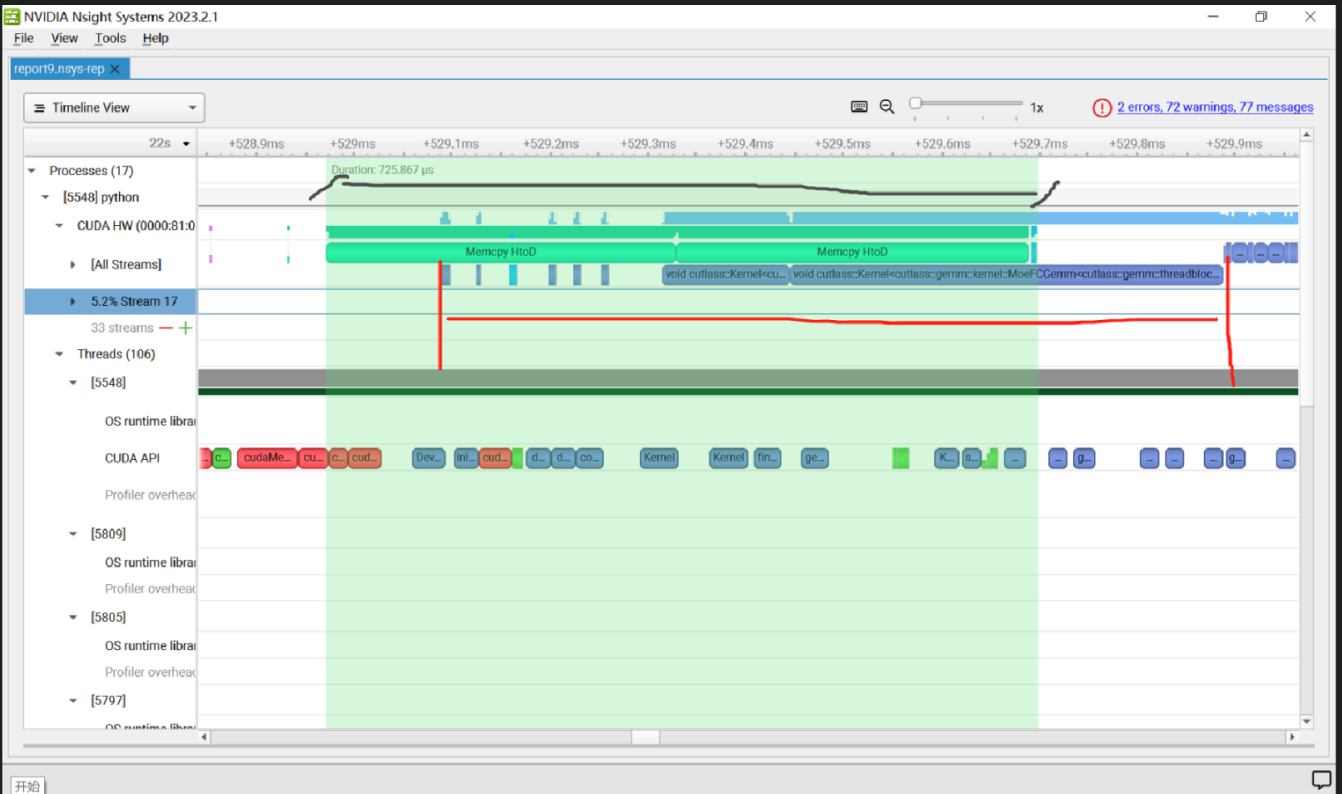 NVIDIA Nsight Systems 2023.2.1
File View Tools Help
report9.nsys-rep
Timeline View
1x
2 errors, 72 warnings, 77 messages
22s
+528.9ms +529ms +529.1ms +529.2ms +529.3ms +529.4ms +529.5ms +529.6ms +529.7ms +529.8ms +529.9ms
Processes (17)
Duration: 725.867 µs
[5548] python
CUDA HW (0000:81:0
Memcpy HtoD Memcpy HtoD
[All Streams]
void cutlass::Kernel<cu... void cutlass::Kernel<cutlass::gemm::kernel::MoeFCGemm<cutlass::gemm::threadbloc...
5.2% Stream 17
33 streams
Threads (106)
[5548]
OS runtime librai
CUDA API
... c... cudaMe... cu... c... cud... Dev... ini... cud... d... d... co... Kernel Kernel fin... ge... K... s... ... ... g... ... ... ... g... ...
Profiler overhead
[5809]
OS runtime librai
Profiler overhead
[5805]
OS runtime librai
Profiler overhead
[5797]
OS runtime librai
开始